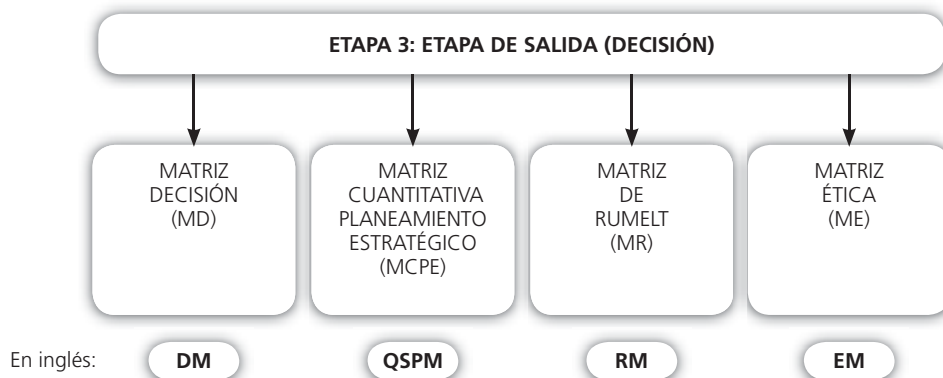 ETAPA 3: ETAPA DE SALIDA (DECISIÓN)
MATRIZ
DECISIÓN
(MD)
MATRIZ
CUANTITATIVA
PLANEAMIENTO
ESTRATÉGICO
(MCPE)
MATRIZ
DE
RUMELT
(MR)
MATRIZ
ÉTICA
(ME)
En inglés:
DM
QSPM
RM
EM